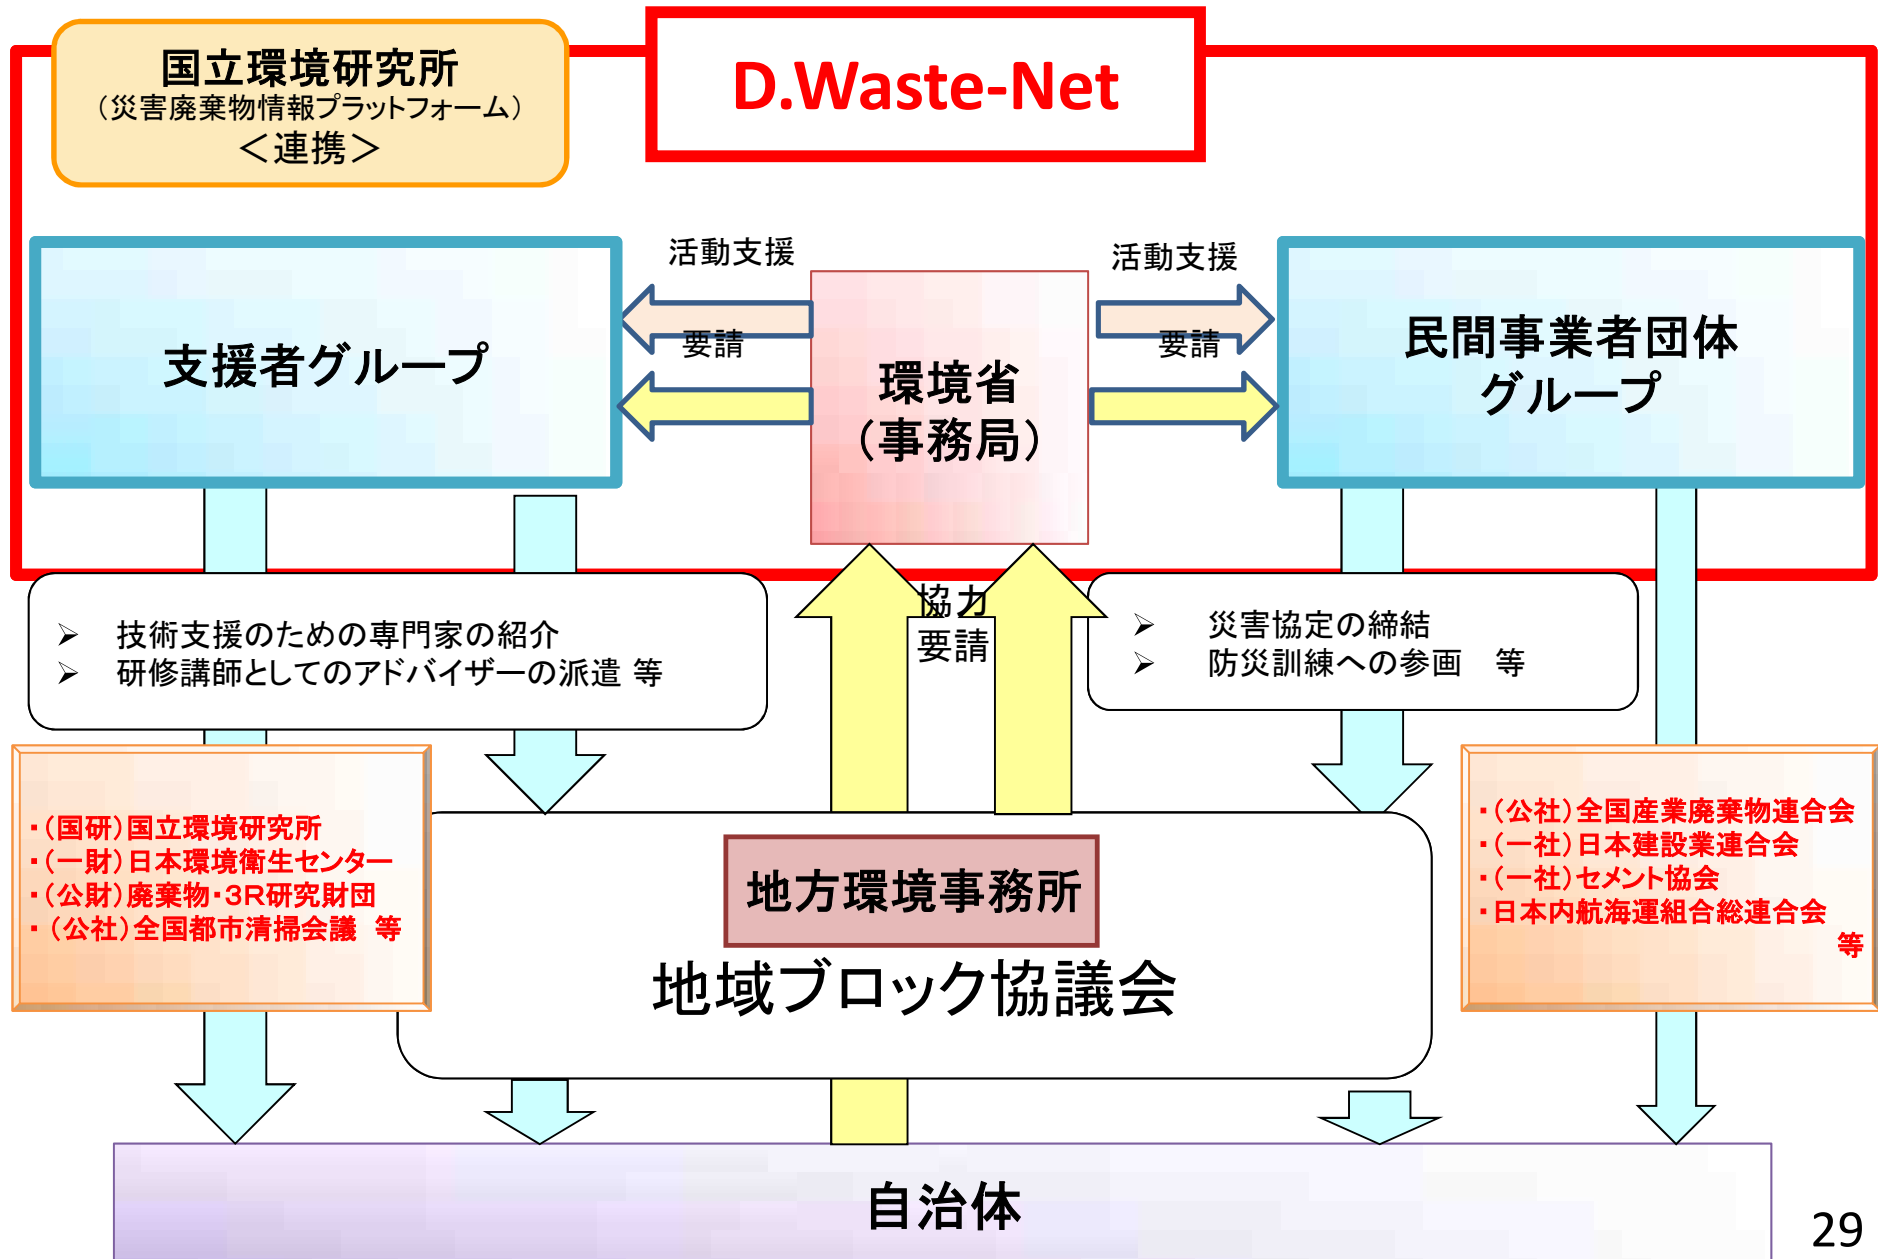 国立環境研究所
（災害廃棄物情報プラットフォーム）
＜連携＞
D.Waste-Net
支援者グループ
活動支援
要請
環境省
（事務局）
活動支援
要請
民間事業者団体
グループ
➢ 技術支援のための専門家の紹介
➢ 研修講師としてのアドバイザーの派遣 等
協力
要請
➢ 災害協定の締結
➢ 防災訓練への参画　等
・（国研）国立環境研究所
・（一財）日本環境衛生センター
・（公財）廃棄物・３Ｒ研究財団
・（公社）全国都市清掃会議　等
地方環境事務所
地域ブロック協議会
・（公社）全国産業廃棄物連合会
・（一社）日本建設業連合会
・（一社）セメント協会
・日本内航海運組合総連合会
等
自治体
29